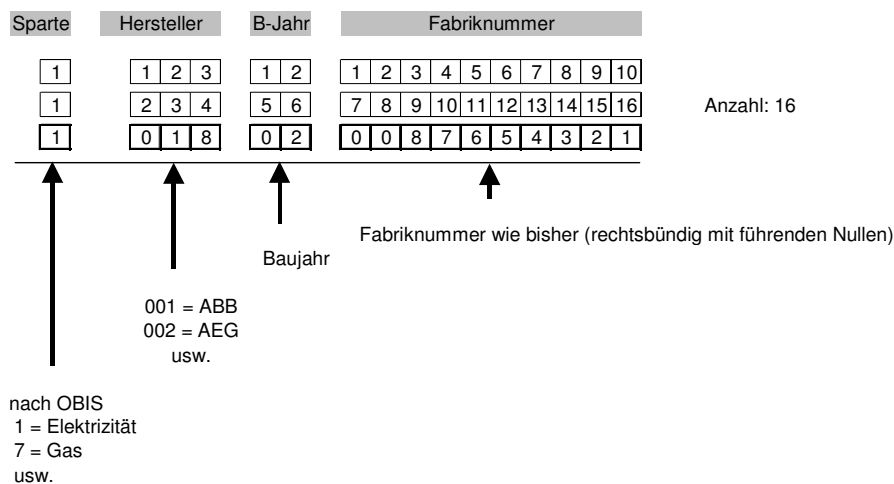 Sparte Hersteller B-Jahr Fabriknummer
1 1 2 3 1 2 1 2 3 4 5 6 7 8 9 10
1 2 3 4 5 6 7 8 9 10 11 12 13 14 15 16 Anzahl: 16
1 0 1 8 0 2 0 0 8 7 6 5 4 3 2 1
Fabriknummer wie bisher (rechtsbündig mit führenden Nullen)
Baujahr
001 = ABB
002 = AEG
usw.
nach OBIS
1 = Elektrizität
7 = Gas
usw.